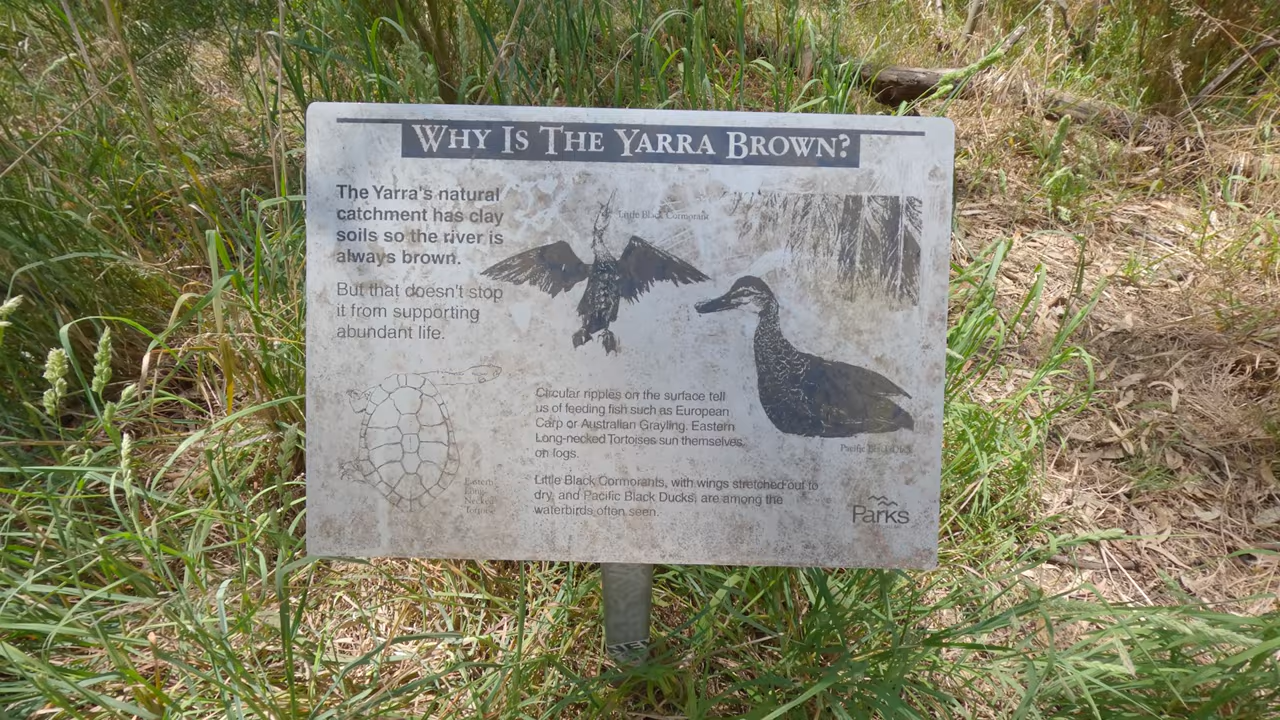 WHY IS THE YARRA BROWN?
The Yarra's natural
catchment has clay
soils so the river is
always brown.
But that doesn't stop
it from supporting
abundant life.
Little Black Cormorant
Circular ripples on the surface tell
us of feeding fish such as European
Carp or Australian Grayling. Eastern
Long-necked Tortoises sun themselves
on logs.
Pacific Black Duck
Eastern
Long
Necked
Tortoise
Little Black Cormorants, with wings stretched out to
dry, and Pacific Black Ducks, are among the
waterbirds often seen.
Parks